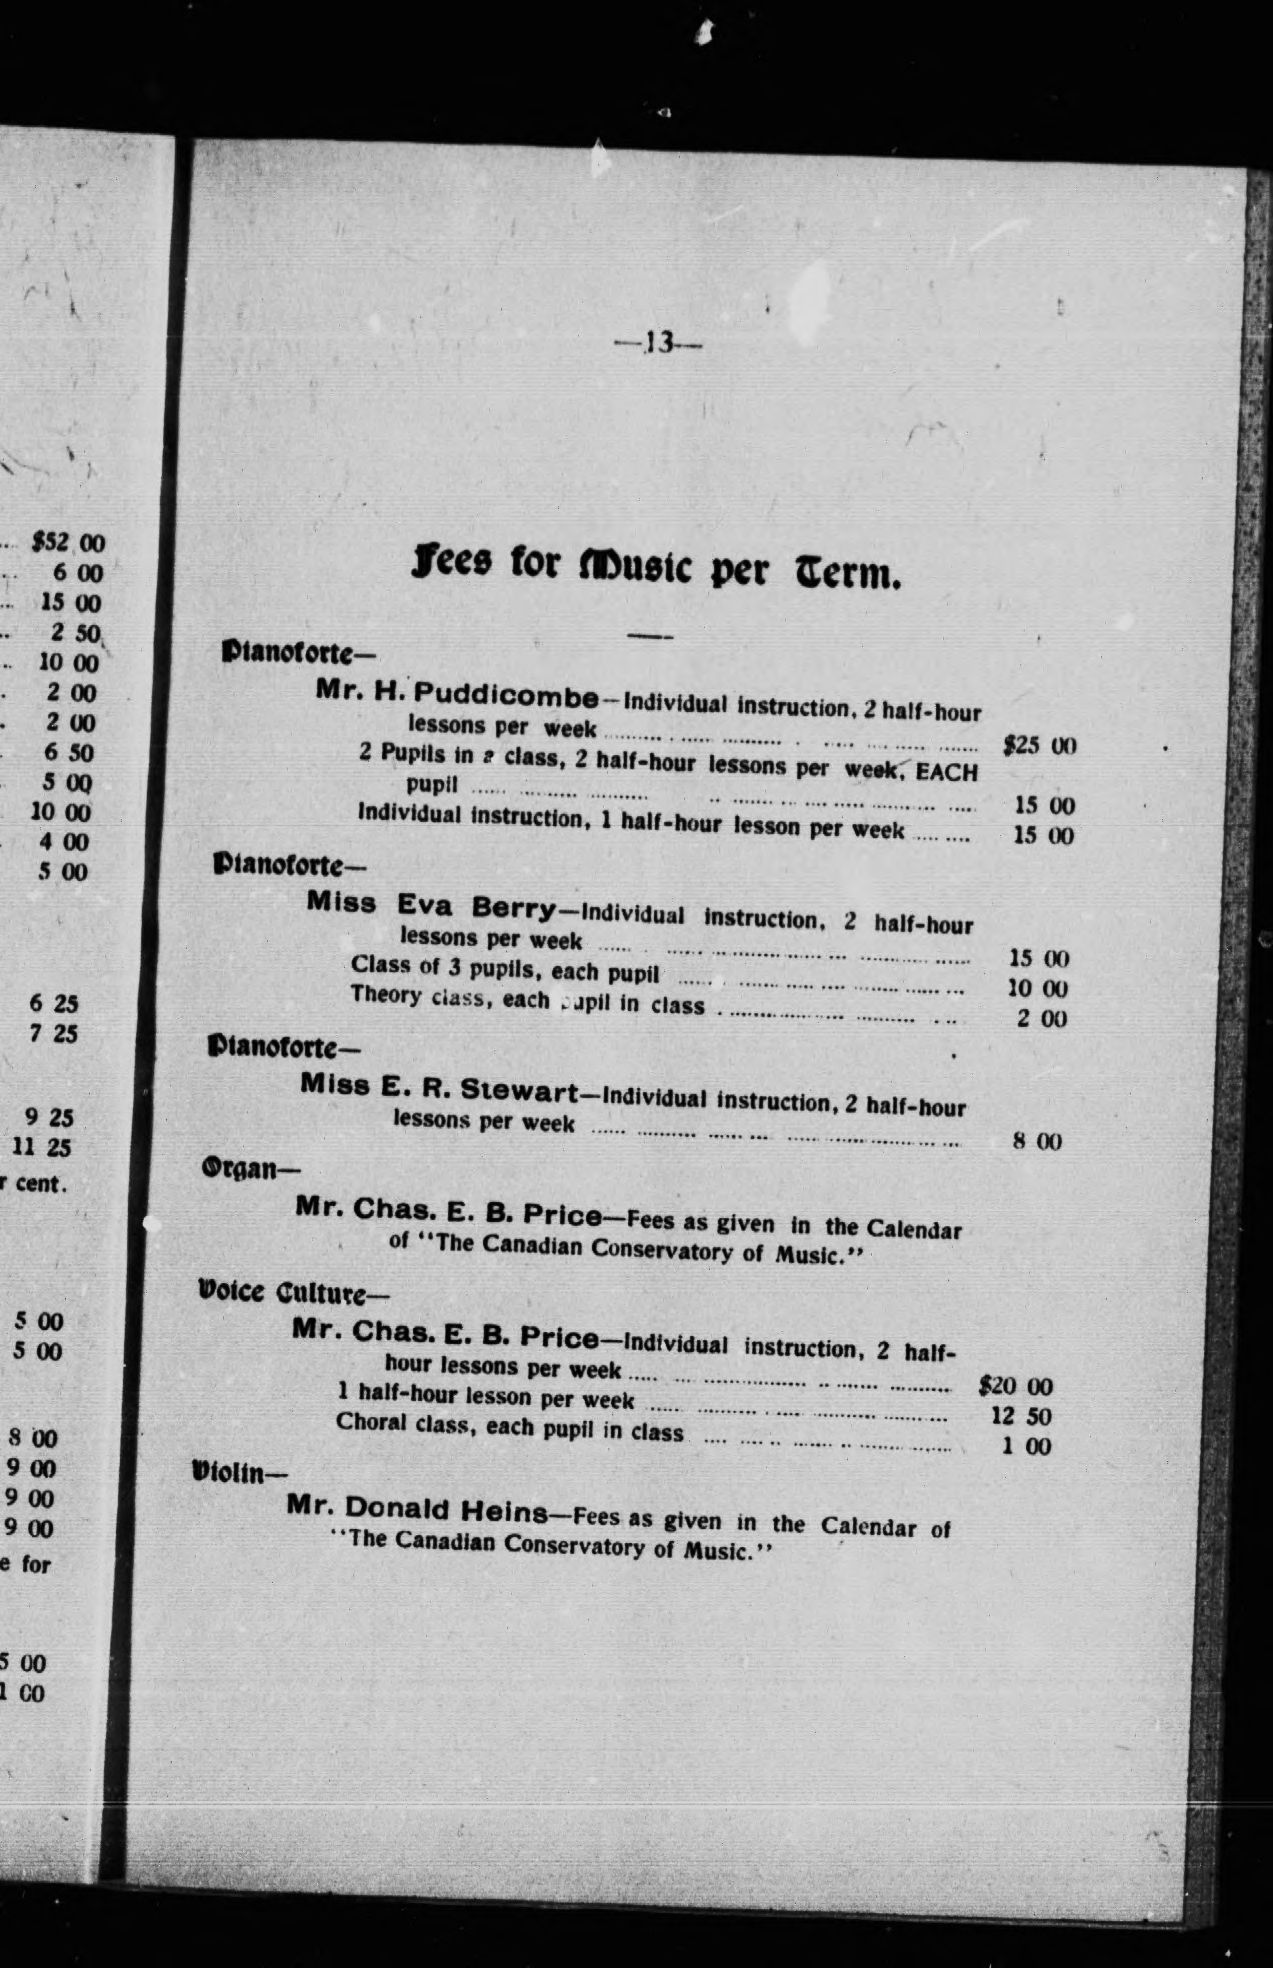 ... $52 00
... 6 00
... 15 00
.. 2 50
.. 10 00
. 2 00
. 2 00
6 50
5 00
10 00
4 00
5 00
6 25
7 25
9 25
11 25
r cent.
5 00
5 00
8 00
9 00
9 00
9 00
e for
5 00
1 00
—13—
Fees for Music per Term.
Pianoforte—
Mr. H. Puddicombe—Individual instruction, 2 half-hour
lessons per week ........ $25 00
2 Pupils in a class, 2 half-hour lessons per week, EACH
pupil ........ 15 00
Individual instruction, 1 half-hour lesson per week ........ 15 00
Pianoforte—
Miss Eva Berry—Individual instruction, 2 half-hour
lessons per week ........ 15 00
Class of 3 pupils, each pupil ........ 10 00
Theory class, each pupil in class ........ 2 00
Pianoforte—
Miss E. R. Stewart—Individual instruction, 2 half-hour
lessons per week ........ 8 00
Organ—
Mr. Chas. E. B. Price—Fees as given in the Calendar
of "The Canadian Conservatory of Music."
Voice Culture—
Mr. Chas. E. B. Price—Individual instruction, 2 half-
hour lessons per week ........ $20 00
1 half-hour lesson per week ........ 12 50
Choral class, each pupil in class ........ 1 00
Violin—
Mr. Donald Heins—Fees as given in the Calendar of
"The Canadian Conservatory of Music."